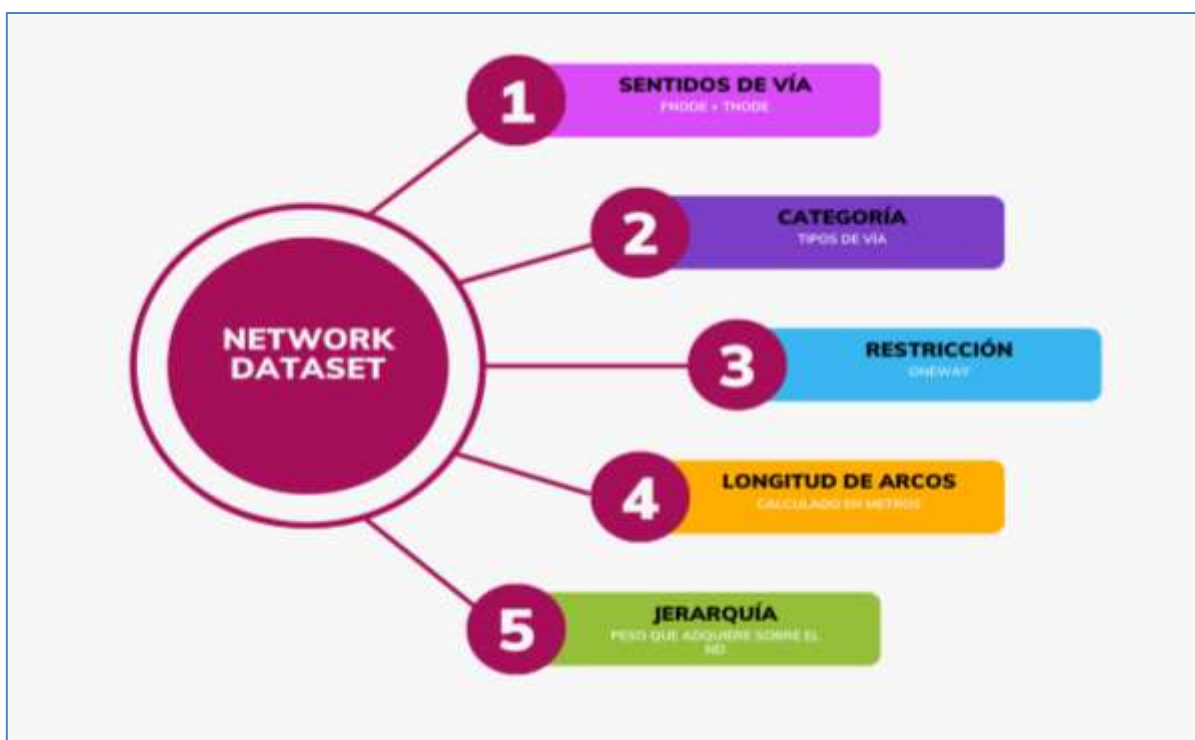 NETWORK
DATASET
1
SENTIDOS DE VÍA
FNODE + TNODE
2
CATEGORÍA
TIPOS DE VÍA
3
RESTRICCIÓN
ONEWAY
4
LONGITUD DE ARCOS
CALCULADO EN METROS
5
JERARQUÍA
PESO QUE ADQUIERE SOBRE EL
ND